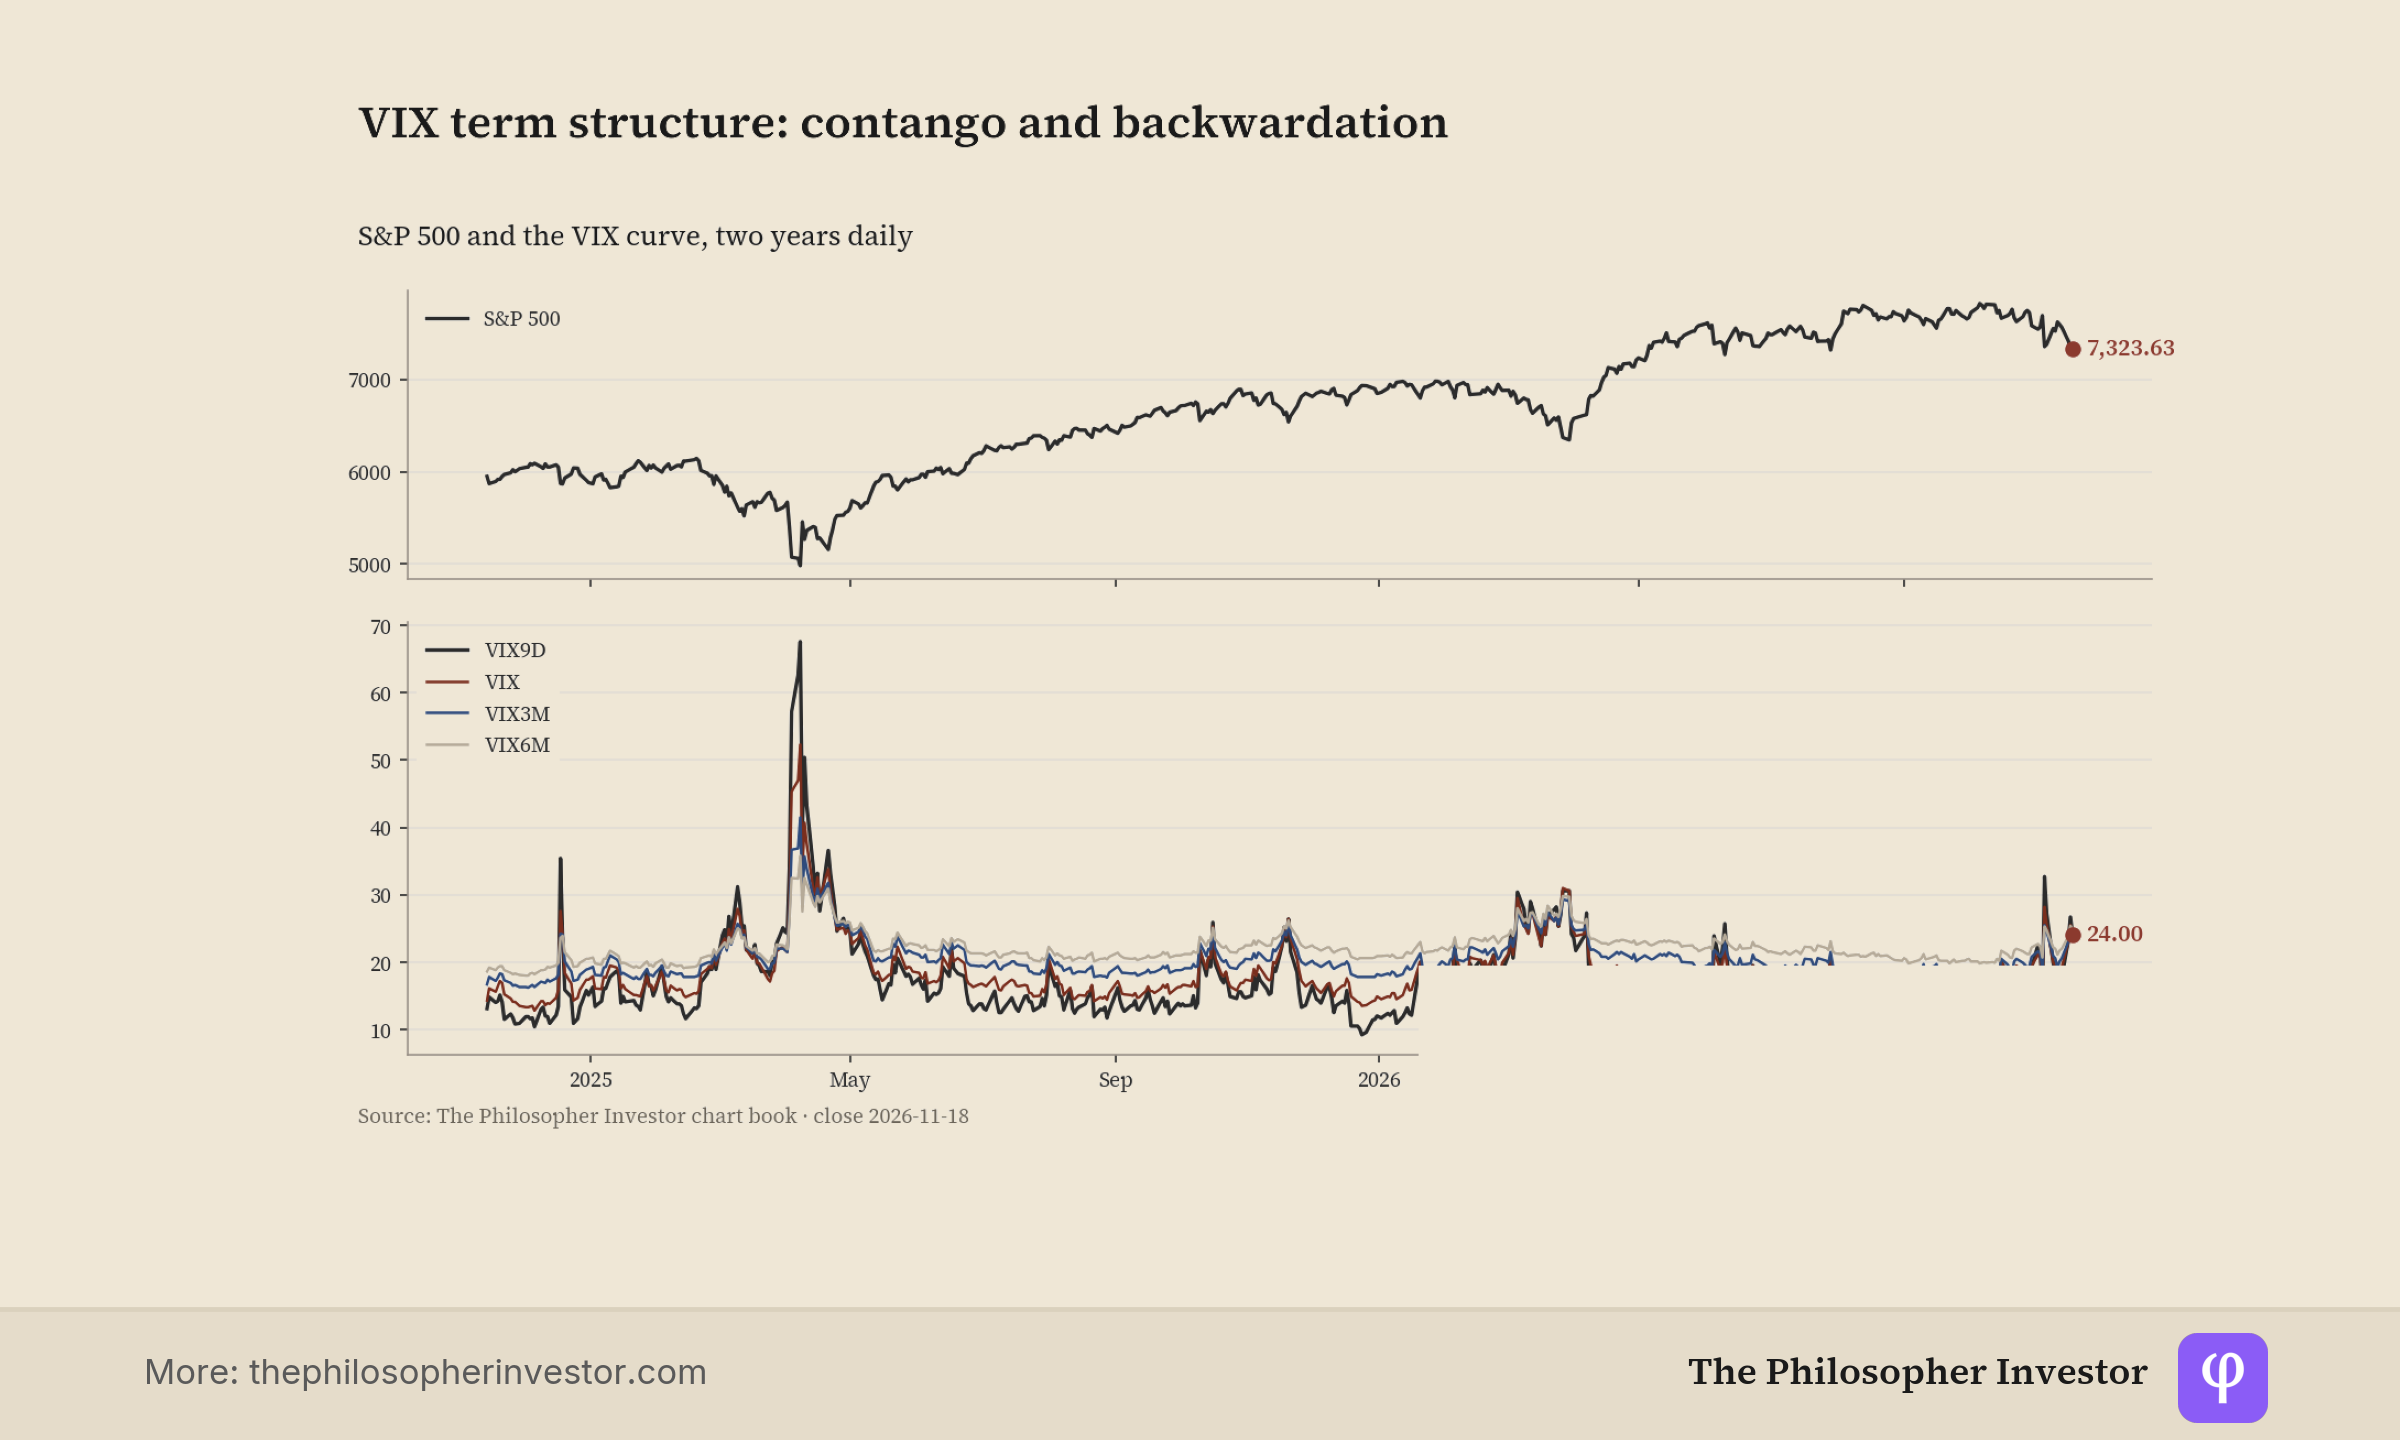 VIX term structure: contango and backwardation
S&P 500 and the VIX curve, two years daily
S&P 500
7,323.63
7000
6000
5000
70
60
50
40
30
20
10
VIX9D
VIX
VIX3M
VIX6M
24.00
2025 May Sep 2026
Source: The Philosopher Investor chart book · close 2026-11-18
More: thephilosopherinvestor.com
The Philosopher Investor φ